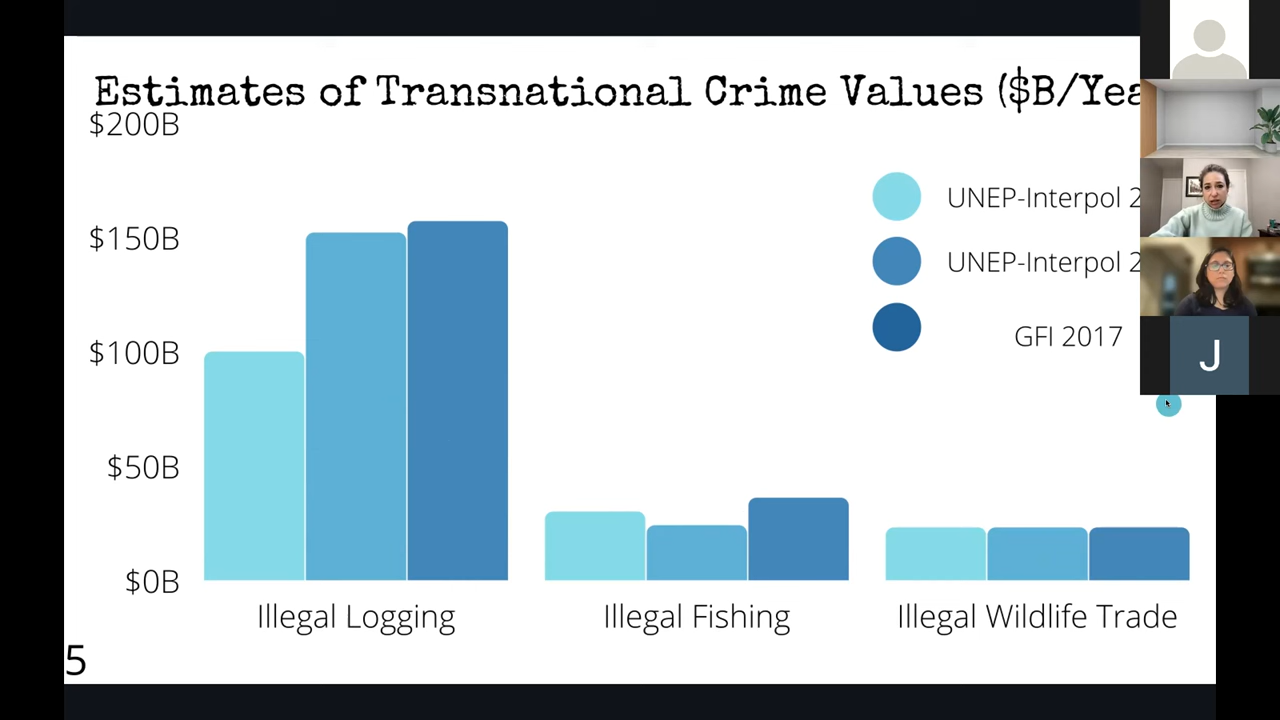 Estimates of Transnational Crime Values ($B/Yea
$200B
$150B
$100B
$50B
$0B
UNEP-Interpol 2
UNEP-Interpol 2
GFI 2017
J
Illegal Logging
Illegal Fishing
Illegal Wildlife Trade
5